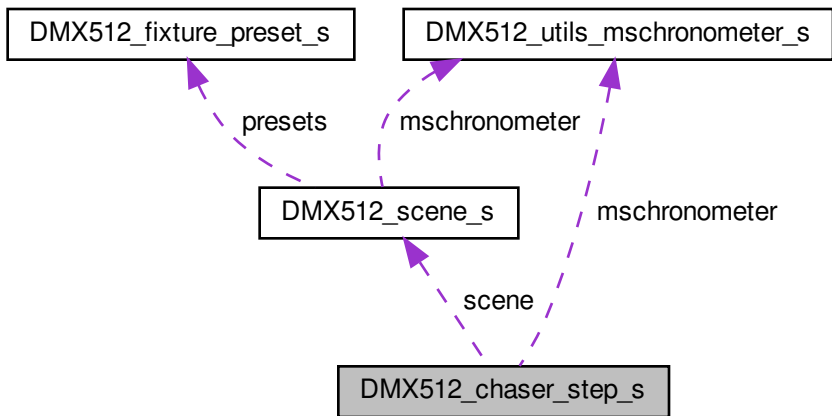 DMX512_fixture_preset_s
DMX512_utils_mschronometer_s
presets
mschronometer
DMX512_scene_s
mschronometer
scene
DMX512_chaser_step_s